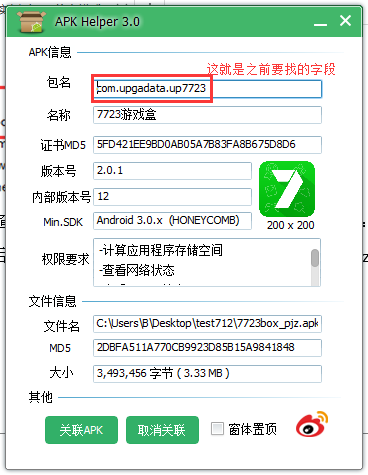 APK Helper 3.0
APK信息
这就是之前要找的字段
包名 com.upgadata.up7723
名称 7723游戏盒
证书MD5 5FD421EE9BD0AB05A7B83FA8B675D8D6
版本号 2.0.1
内部版本号 12
Min.SDK Android 3.0.x (HONEYCOMB)
200 x 200
权限要求 -计算应用程序存储空间
-查看网络状态
文件信息
文件名 C:\Users\B\Desktop\test712\7723box_pjz.apk
MD5 2DBFA511A770CB9923D85B15A9841848
大小 3,493,456 字节 ( 3.33 MB )
其他
关联APK 取消关联 窗体置顶